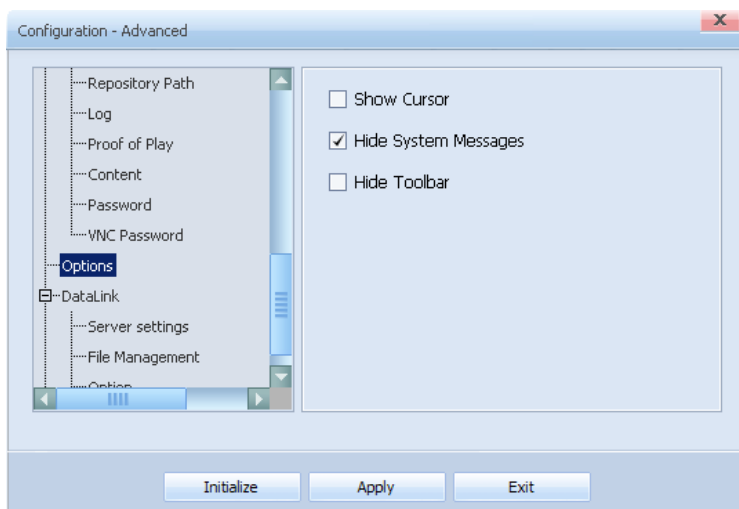 Configuration - Advanced
Repository Path
Log
Proof of Play
Content
Password
VNC Password
Options
DataLink
Server settings
File Management
Option
Show Cursor
Hide System Messages
Hide Toolbar
Initialize
Apply
Exit